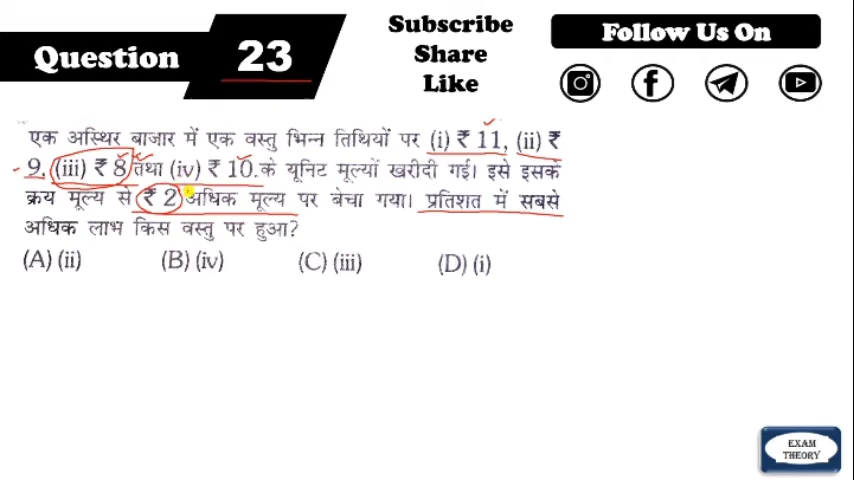 Question 23
Subscribe
Share
Like
Follow Us On
एक अस्थिर बाजार में एक वस्तु भिन्न तिथियों पर (i) ₹ 11, (ii) ₹
9, (iii) ₹ 8 तथा (iv) ₹ 10. के यूनिट मूल्यों खरीदी गई। इसे इसके
क्रय मूल्य से ₹ 2 अधिक मूल्य पर बेचा गया। प्रतिशत में सबसे
अधिक लाभ किस वस्तु पर हुआ?
(A) (ii) (B) (iv) (C) (iii) (D) (i)
EXAM
THEORY